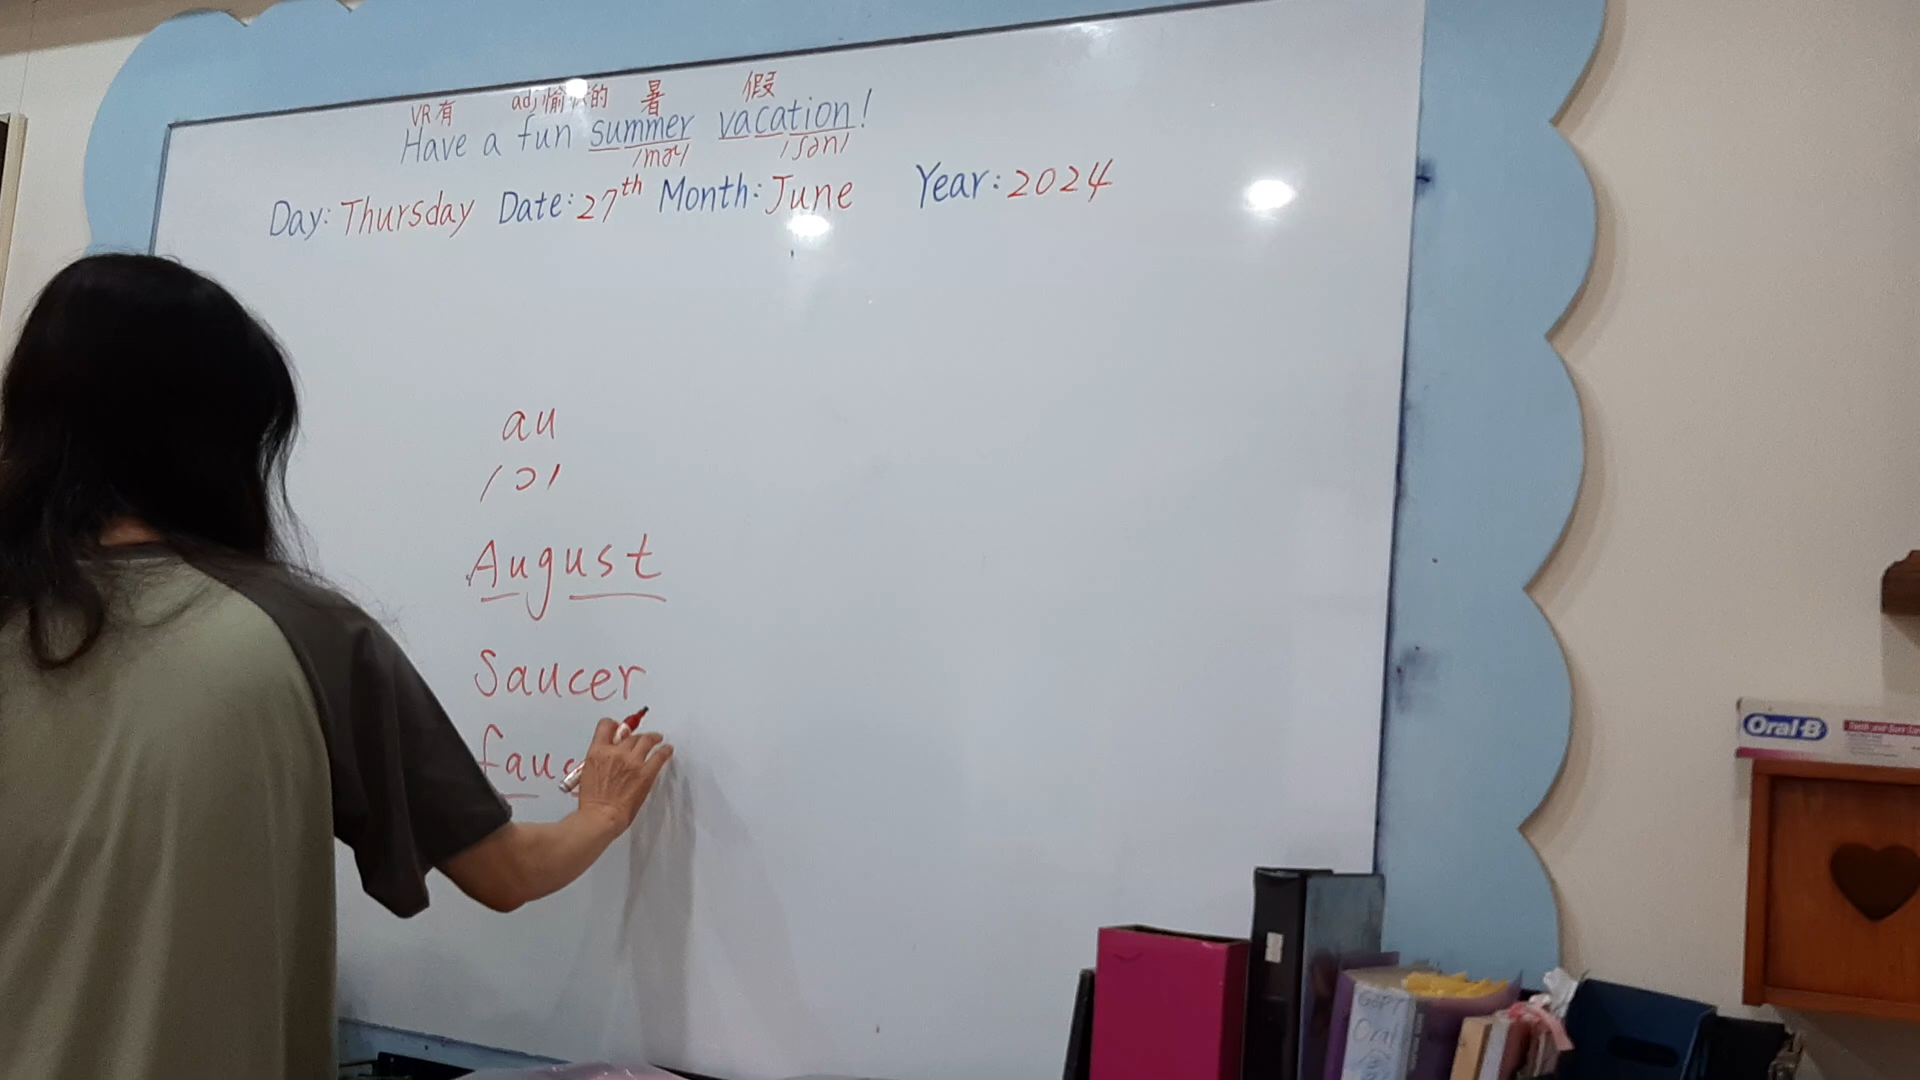 VR有 adj愉快的 暑 假
Have a fun summer vacation!
/mɚ/ /ʃən/
Day: Thursday Date: 27th Month: June Year: 2024
au
/ɔ/
August
Saucer
Oral-B
Oral